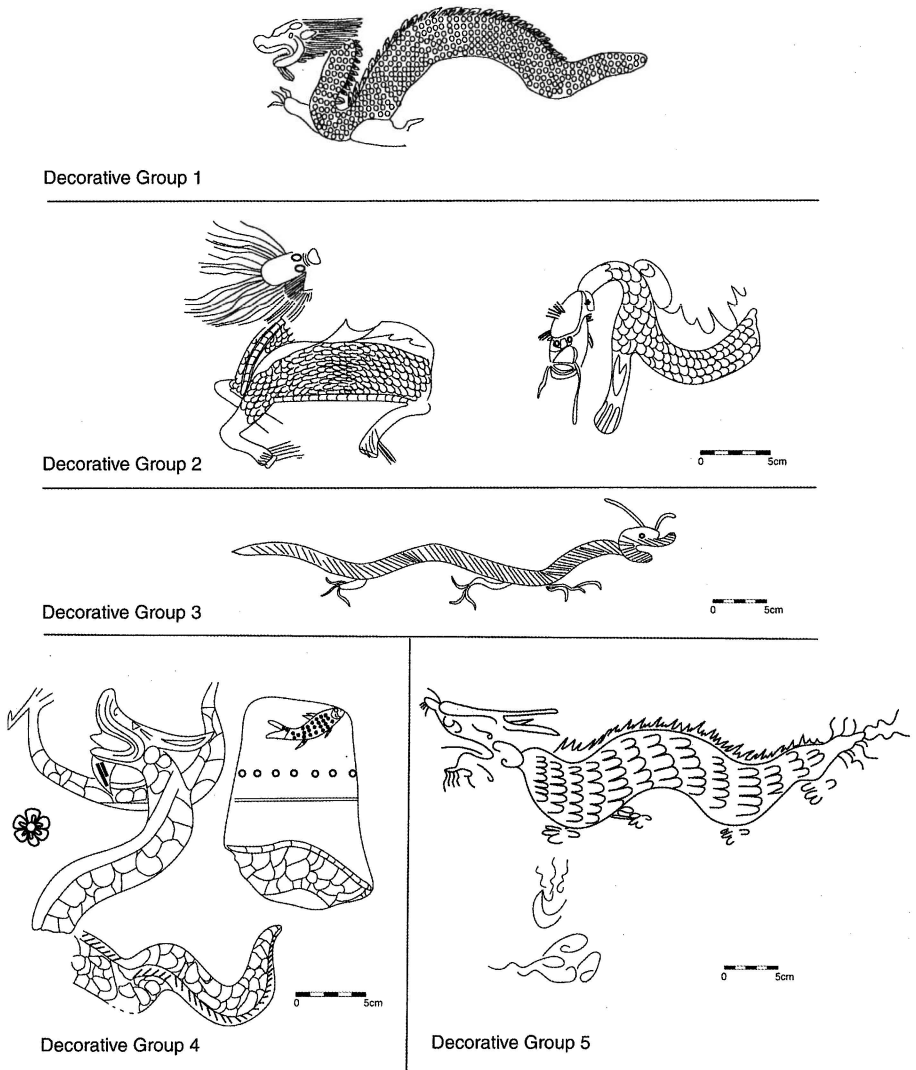 Decorative Group 1
Decorative Group 2
0 5cm
Decorative Group 3
0 5cm
Decorative Group 4
0 5cm
Decorative Group 5
0 5cm